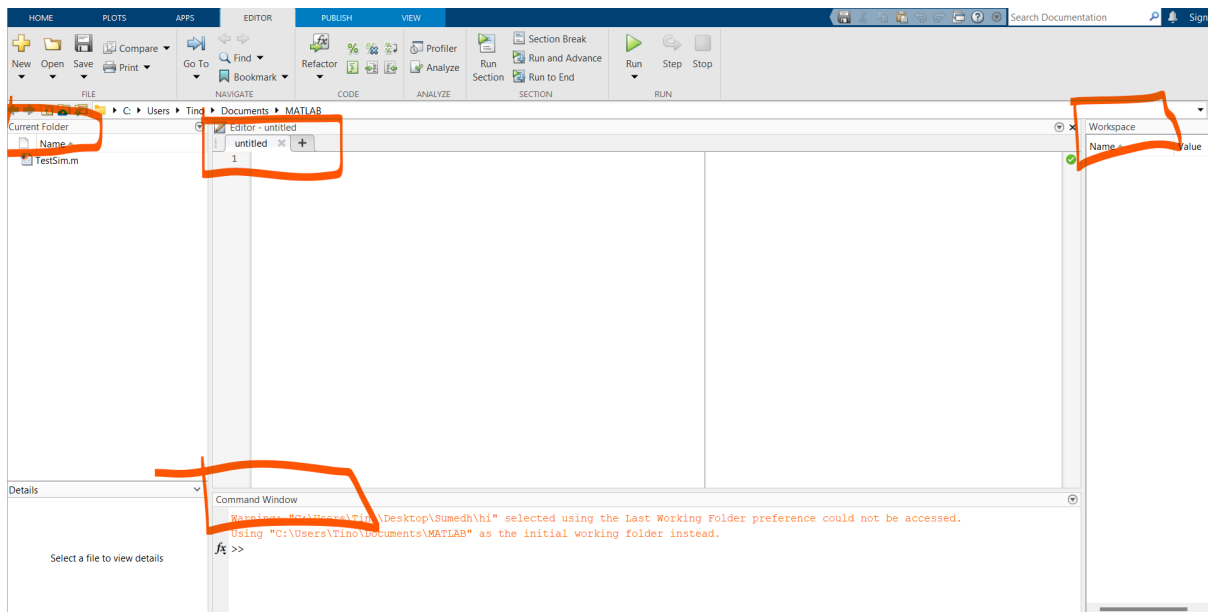 HOME PLOTS APPS EDITOR PUBLISH VIEW Search Documentation Sign
New Open Save Compare Print Go To Find Bookmark Refactor Profiler Analyze Run Section Section Break Run and Advance Run to End Run Step Stop
FILE NAVIGATE CODE ANALYZE SECTION RUN
C: Users Tino Documents MATLAB
Current Folder
Name
TestSim.m
Editor - untitled
untitled
1
Workspace
Name Value
Details
Select a file to view details
Command Window
Warning: "C:\Users\Tino\Desktop\Sumedh\hi" selected using the Last Working Folder preference could not be accessed.
Using "C:\Users\Tino\Documents\MATLAB" as the initial working folder instead.
fx >>